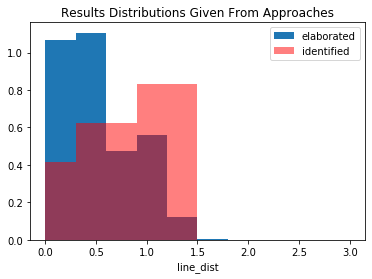 Results Distributions Given From Approaches
elaborated
identified
1.0
0.8
0.6
0.4
0.2
0.0
0.0 0.5 1.0 1.5 2.0 2.5 3.0
line_dist